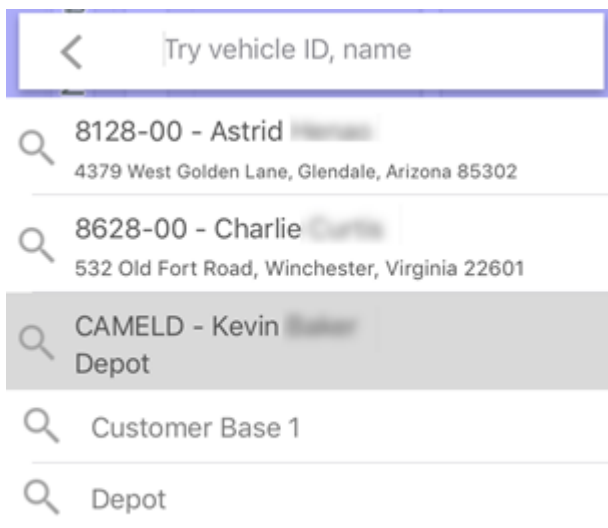 Try vehicle ID, name
8128-00 - Astrid
4379 West Golden Lane, Glendale, Arizona 85302
8628-00 - Charlie
532 Old Fort Road, Winchester, Virginia 22601
CAMELD - Kevin
Depot
Customer Base 1
Depot